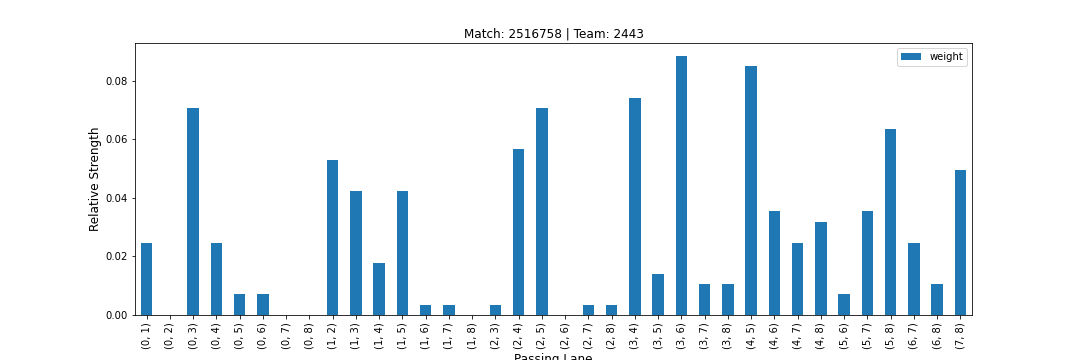 Match: 2516758 | Team: 2443
weight
Relative Strength
0.08
0.06
0.04
0.02
0.00
(0, 1) (0, 2) (0, 3) (0, 4) (0, 5) (0, 6) (0, 7) (0, 8) (1, 2) (1, 3) (1, 4) (1, 5) (1, 6) (1, 7) (1, 8) (2, 3) (2, 4) (2, 5) (2, 6) (2, 7) (2, 8) (3, 4) (3, 5) (3, 6) (3, 7) (3, 8) (4, 5) (4, 6) (4, 7) (4, 8) (5, 6) (5, 7) (5, 8) (6, 7) (6, 8) (7, 8)
Passing Lane